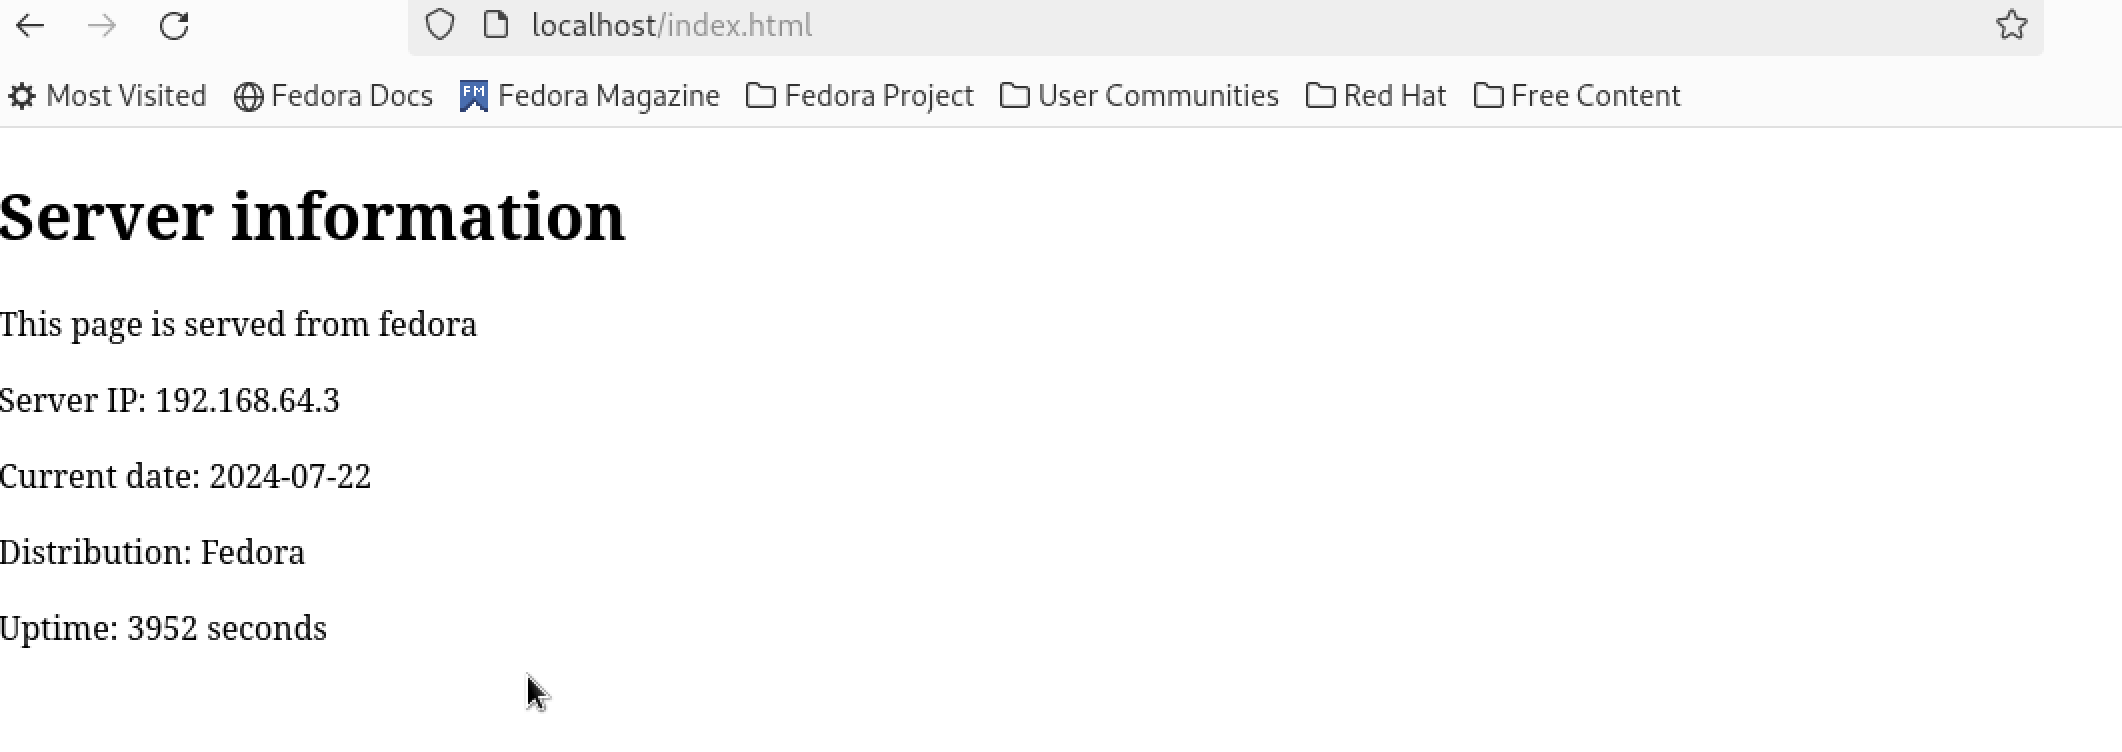 localhost/index.html
Most Visited Fedora Docs FM Fedora Magazine Fedora Project User Communities Red Hat Free Content
Server information
This page is served from fedora
Server IP: 192.168.64.3
Current date: 2024-07-22
Distribution: Fedora
Uptime: 3952 seconds